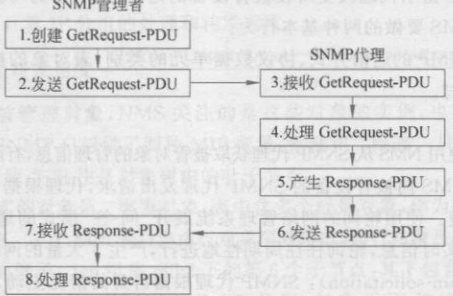 SNMP管理者
1.创建 GetRequest-PDU
SNMP代理
2.发送 GetRequest-PDU
3.接收 GetRequest-PDU
4.处理 GetRequest-PDU
5.产生 Response-PDU
7.接收 Response-PDU
6.发送 Response-PDU
8.处理 Response-PDU